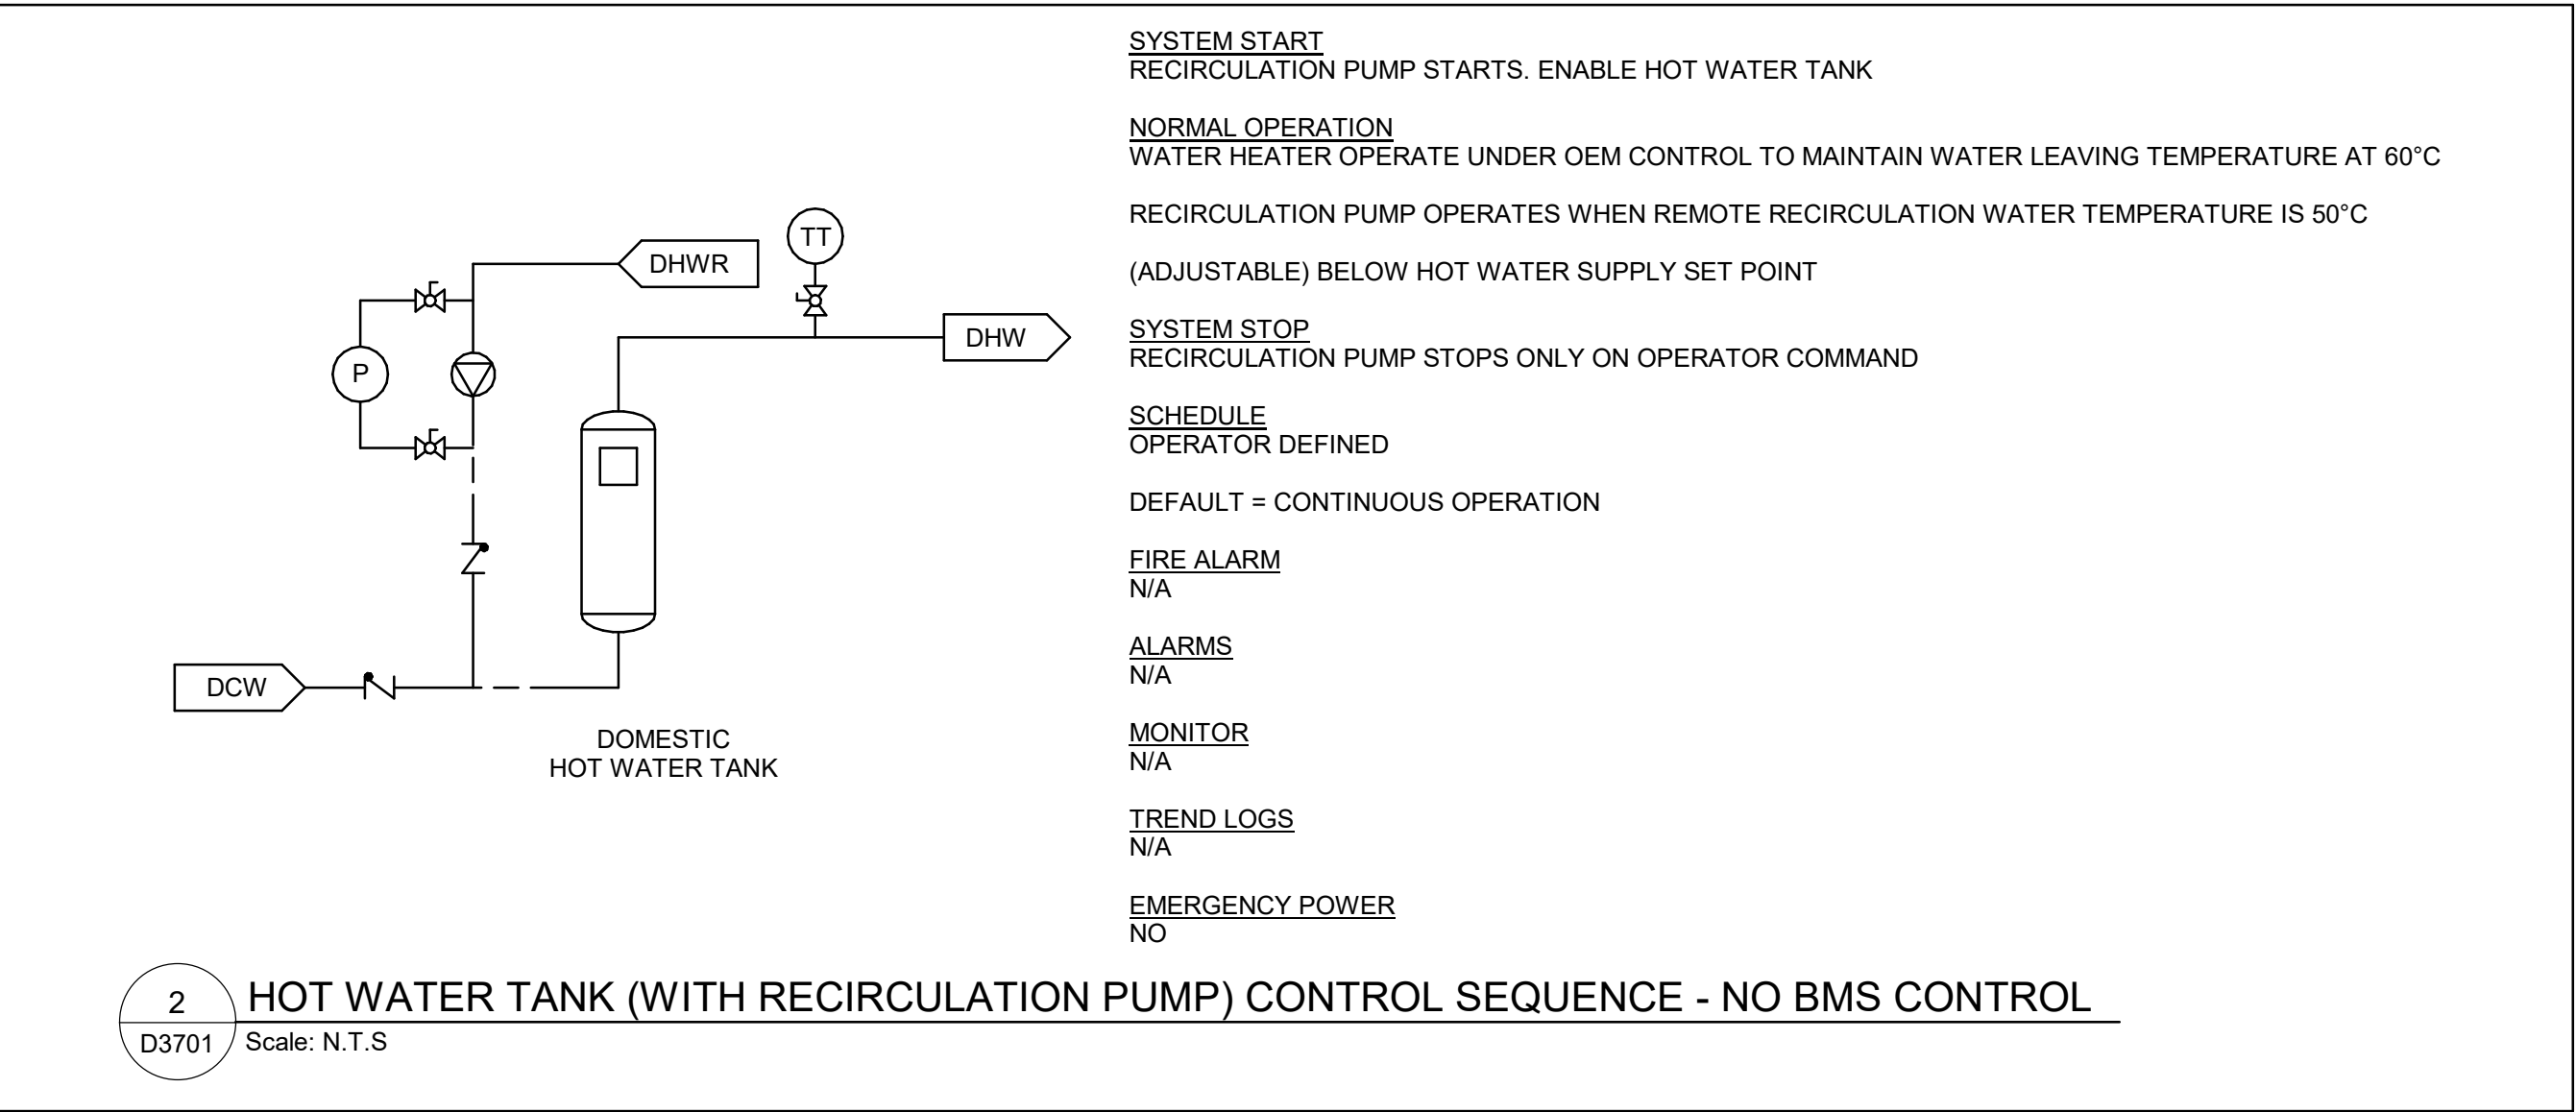 SYSTEM START
RECIRCULATION PUMP STARTS. ENABLE HOT WATER TANK
NORMAL OPERATION
WATER HEATER OPERATE UNDER OEM CONTROL TO MAINTAIN WATER LEAVING TEMPERATURE AT 60°C
RECIRCULATION PUMP OPERATES WHEN REMOTE RECIRCULATION WATER TEMPERATURE IS 50°C
(ADJUSTABLE) BELOW HOT WATER SUPPLY SET POINT
SYSTEM STOP
RECIRCULATION PUMP STOPS ONLY ON OPERATOR COMMAND
SCHEDULE
OPERATOR DEFINED
DEFAULT = CONTINUOUS OPERATION
FIRE ALARM
N/A
ALARMS
N/A
MONITOR
N/A
TREND LOGS
N/A
EMERGENCY POWER
NO
TT
DHWR
DHW
P
DCW
DOMESTIC
HOT WATER TANK
2
HOT WATER TANK (WITH RECIRCULATION PUMP) CONTROL SEQUENCE - NO BMS CONTROL
D3701
Scale: N.T.S